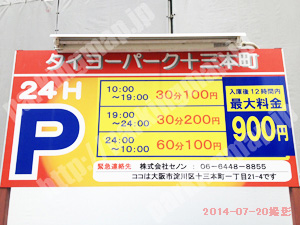 タイヨーパーク十三本町
24H
P
10:00
～19:00 30分100円
19:00
～24:00 30分200円
24:00
～10:00 60分100円
入庫後12時間内
最大料金
900円
緊急連絡先 株式会社セノン : 06-6448-8855
ココは大阪市淀川区十三本町一丁目21-4です
2014-07-20撮影